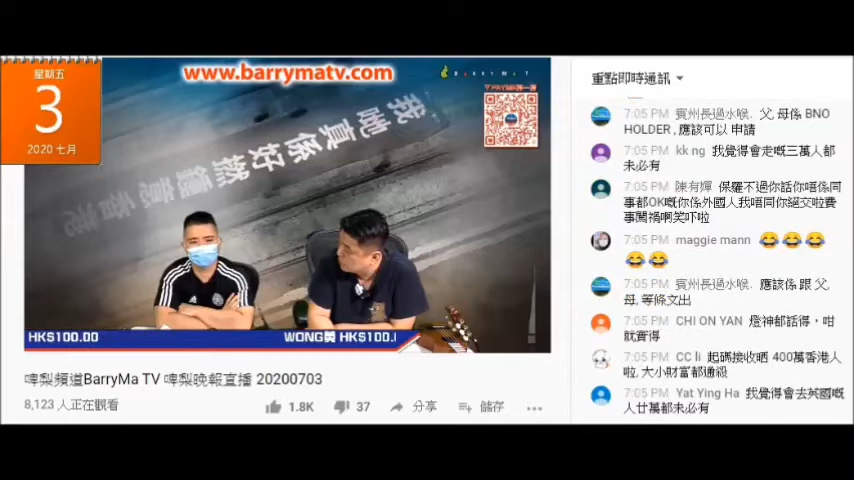 星期五
3
2020 七月
www.barrymatv.com
BARRYMAT
PAYME掃一掃
我哋真係好撚鍾意香港
HK$100.00
WONG美 HK$100.
啤梨頻道BarryMa TV 啤梨晚報直播 20200703
8,123 人正在觀看
1.8K
37
分享
儲存
重點即時通訊
7:05 PM 賓州長過水喉. 父, 母係 BNO
HOLDER , 應該可以 申請
7:05 PM kk ng 我覺得會走嘅三萬人都
未必有
7:05 PM 陳有嬋 保羅不過你話你唔係同
事都OK嘅你係外國人我唔同你絕交啦費
事闖禍啊笑吓啦
7:05 PM maggie mann 😂😂😂
😂😂
7:05 PM 賓州長過水喉. 應該係 跟 父,
母, 等條文出
7:05 PM CHI ON YAN 燈神都話得，咁
就實得
7:05 PM CC li 起碼接收晒 400萬香港人
啦, 大小財富都通殺
7:05 PM Yat Ying Ha 我覺得會去英國嘅
人廿萬都未必有